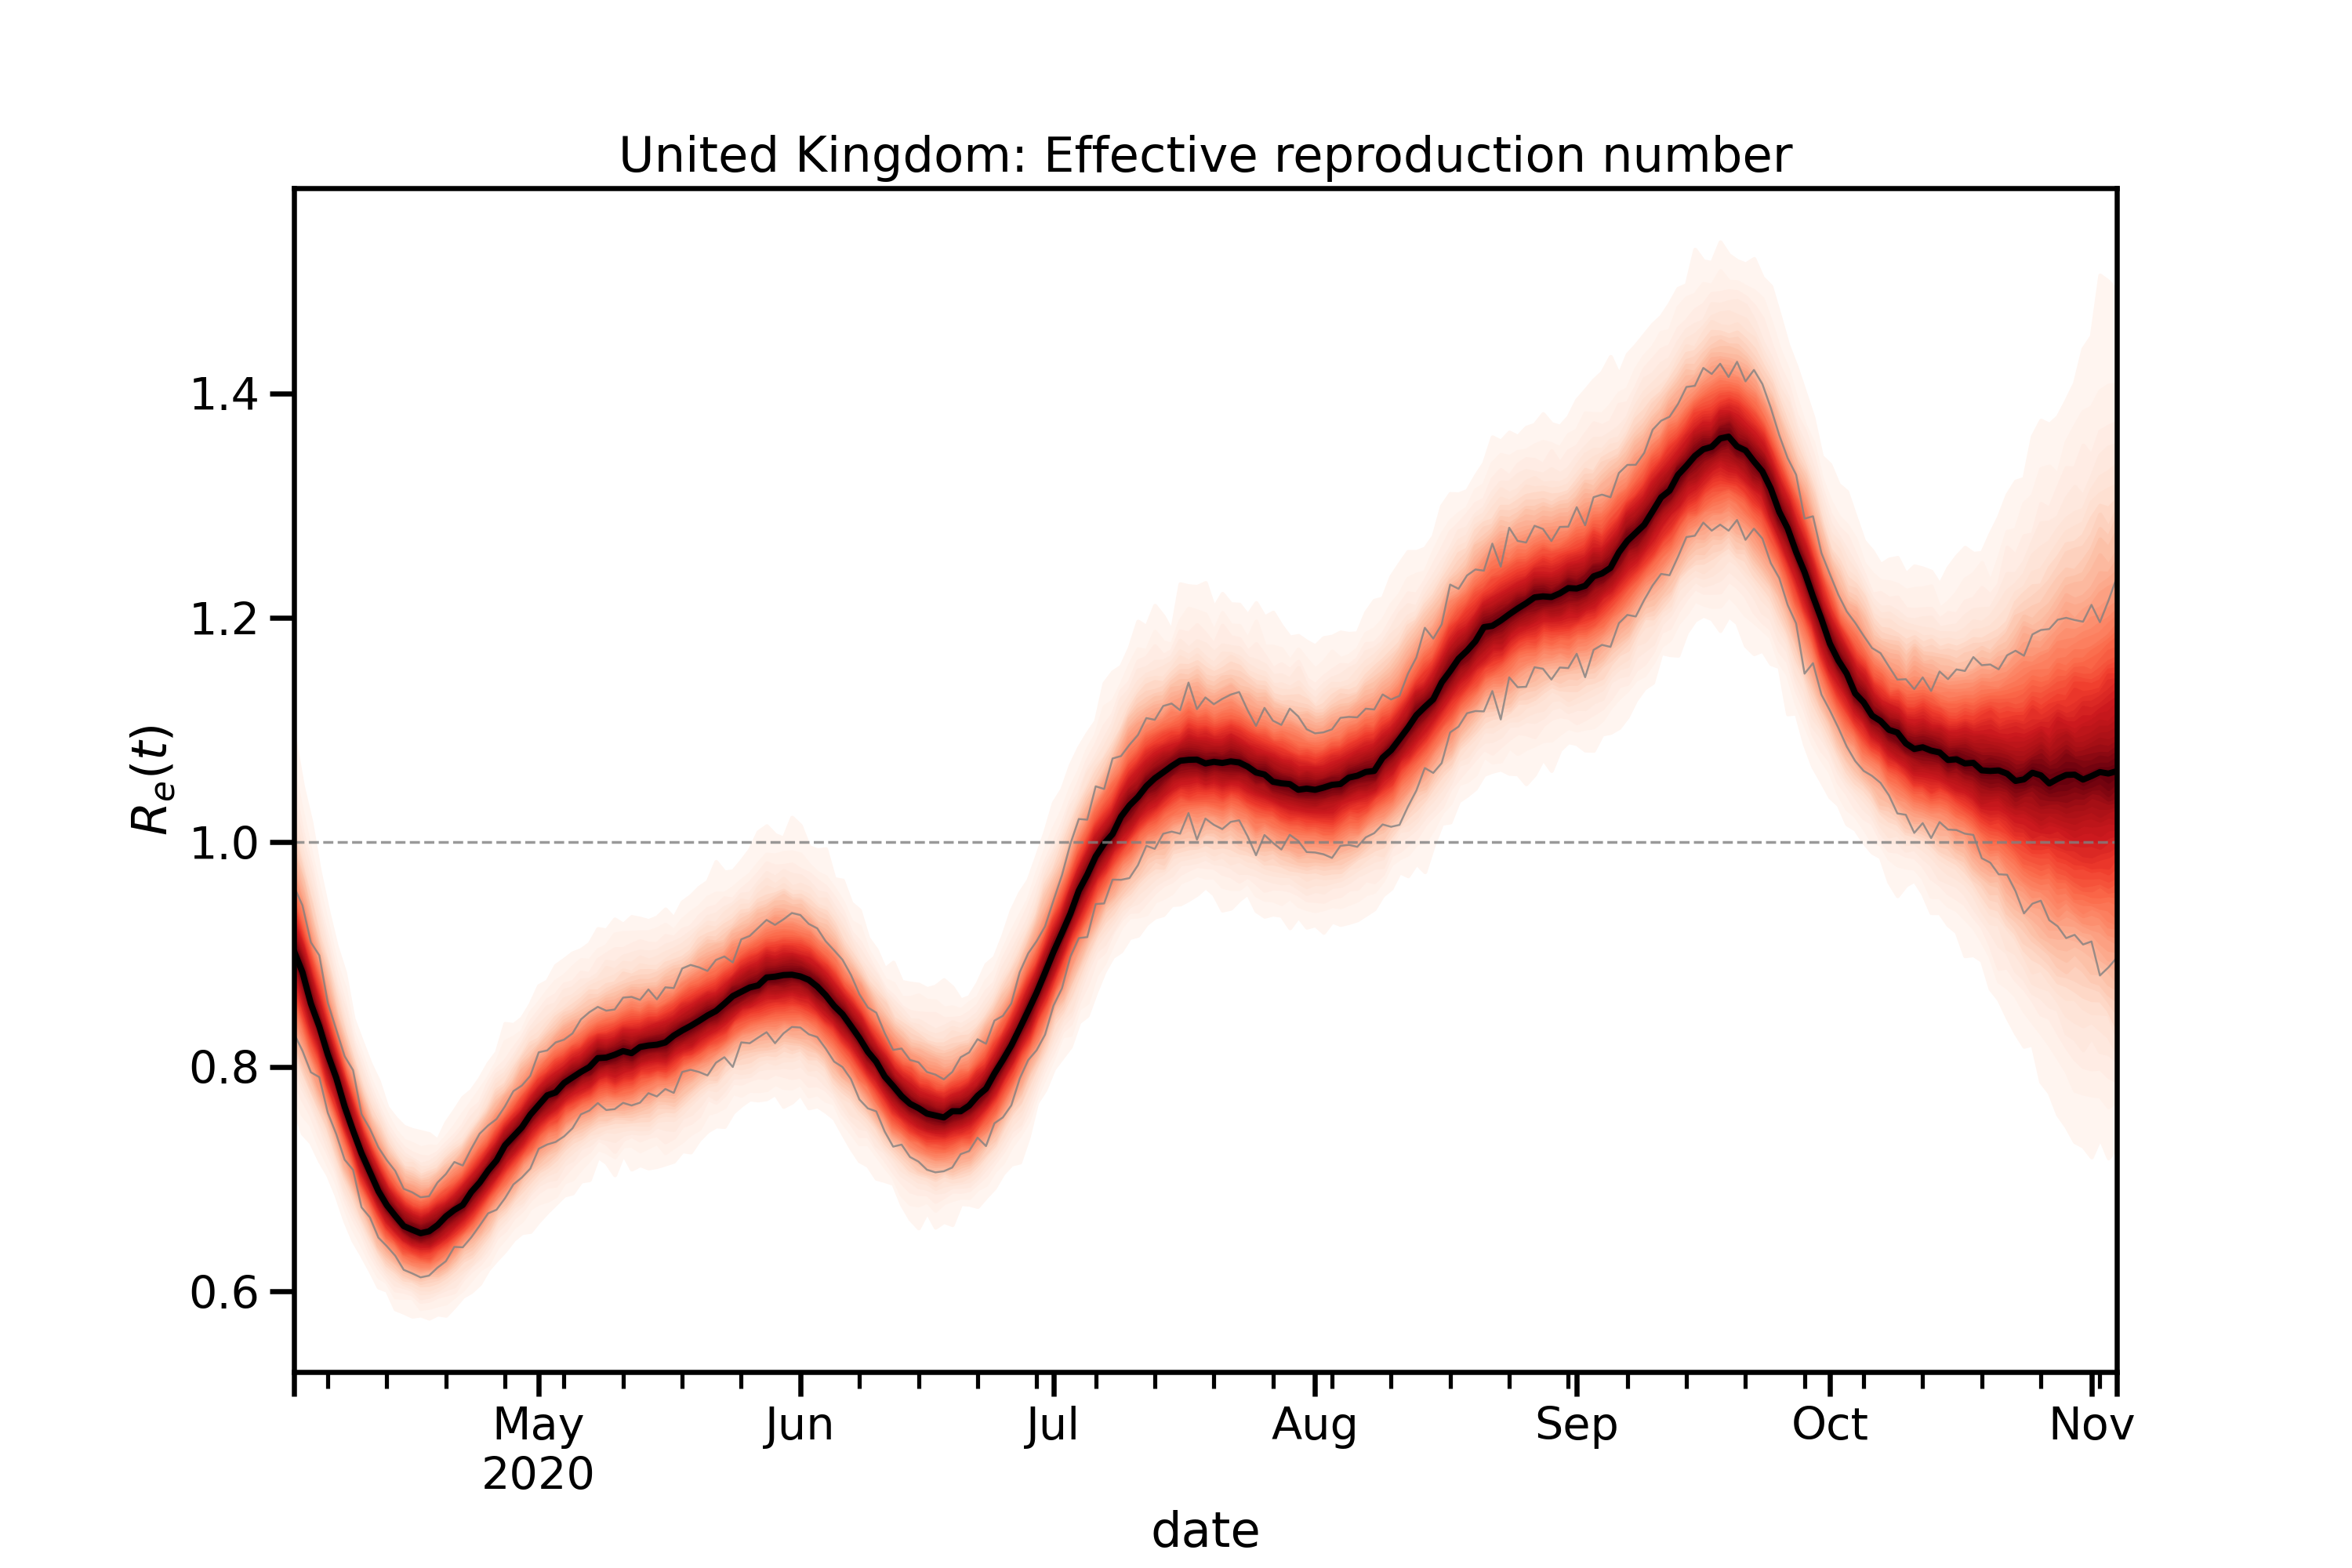 United Kingdom: Effective reproduction number
1.4
1.2
1.0
0.8
0.6
Re(t)
May Jun Jul Aug Sep Oct Nov
2020
date